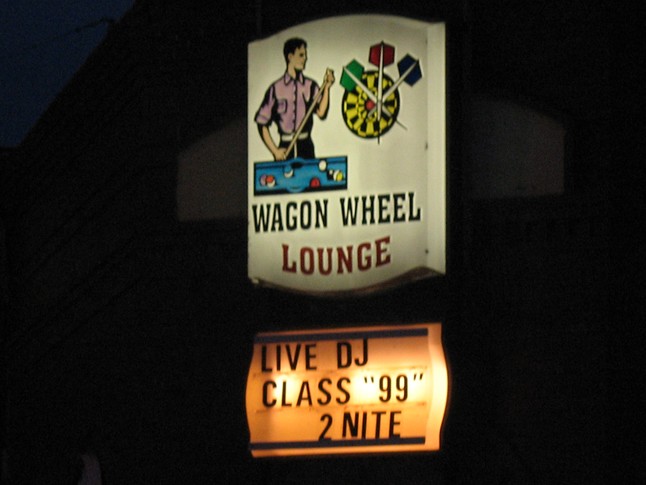 WAGON WHEEL
LOUNGE
LIVE DJ
CLASS "99"
2 NITE